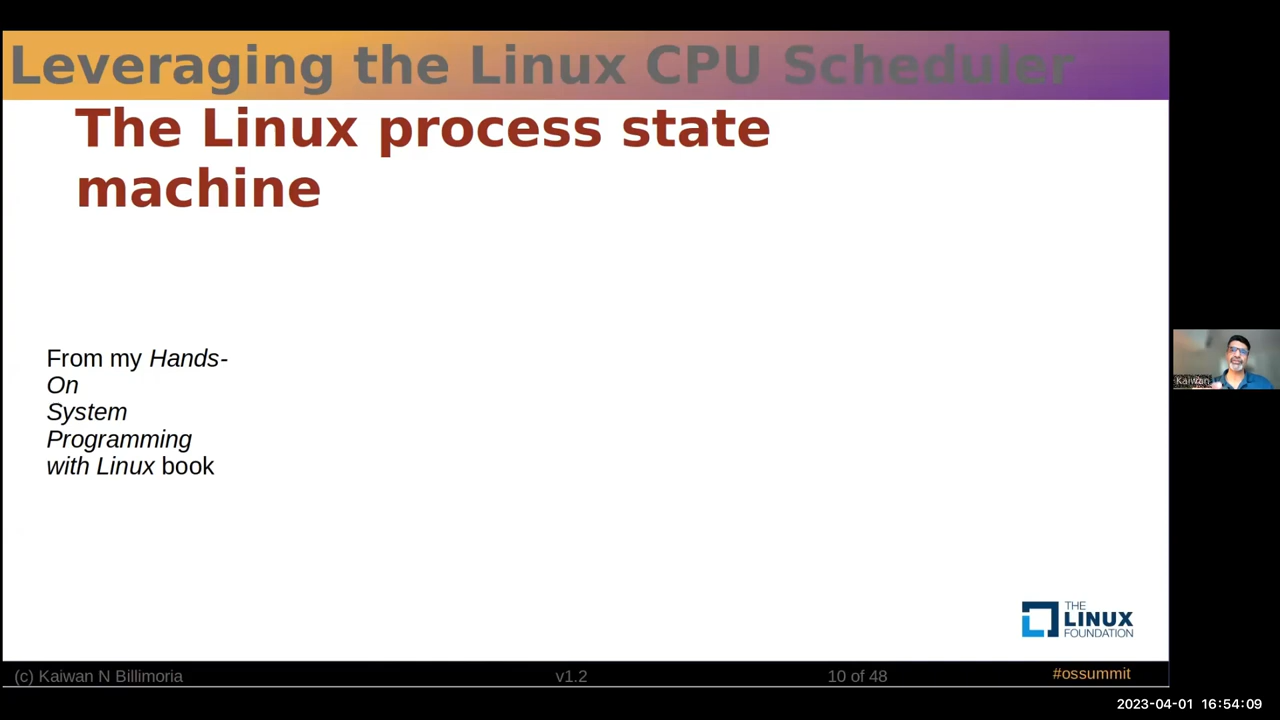 Leveraging the Linux CPU Scheduler
The Linux process state
machine
From my Hands-
On
System
Programming
with Linux book
Kaiwan
THE
LINUX
FOUNDATION
(c) Kaiwan N Billimoria
v1.2
10 of 48
#ossummit
2023-04-01 16:54:09